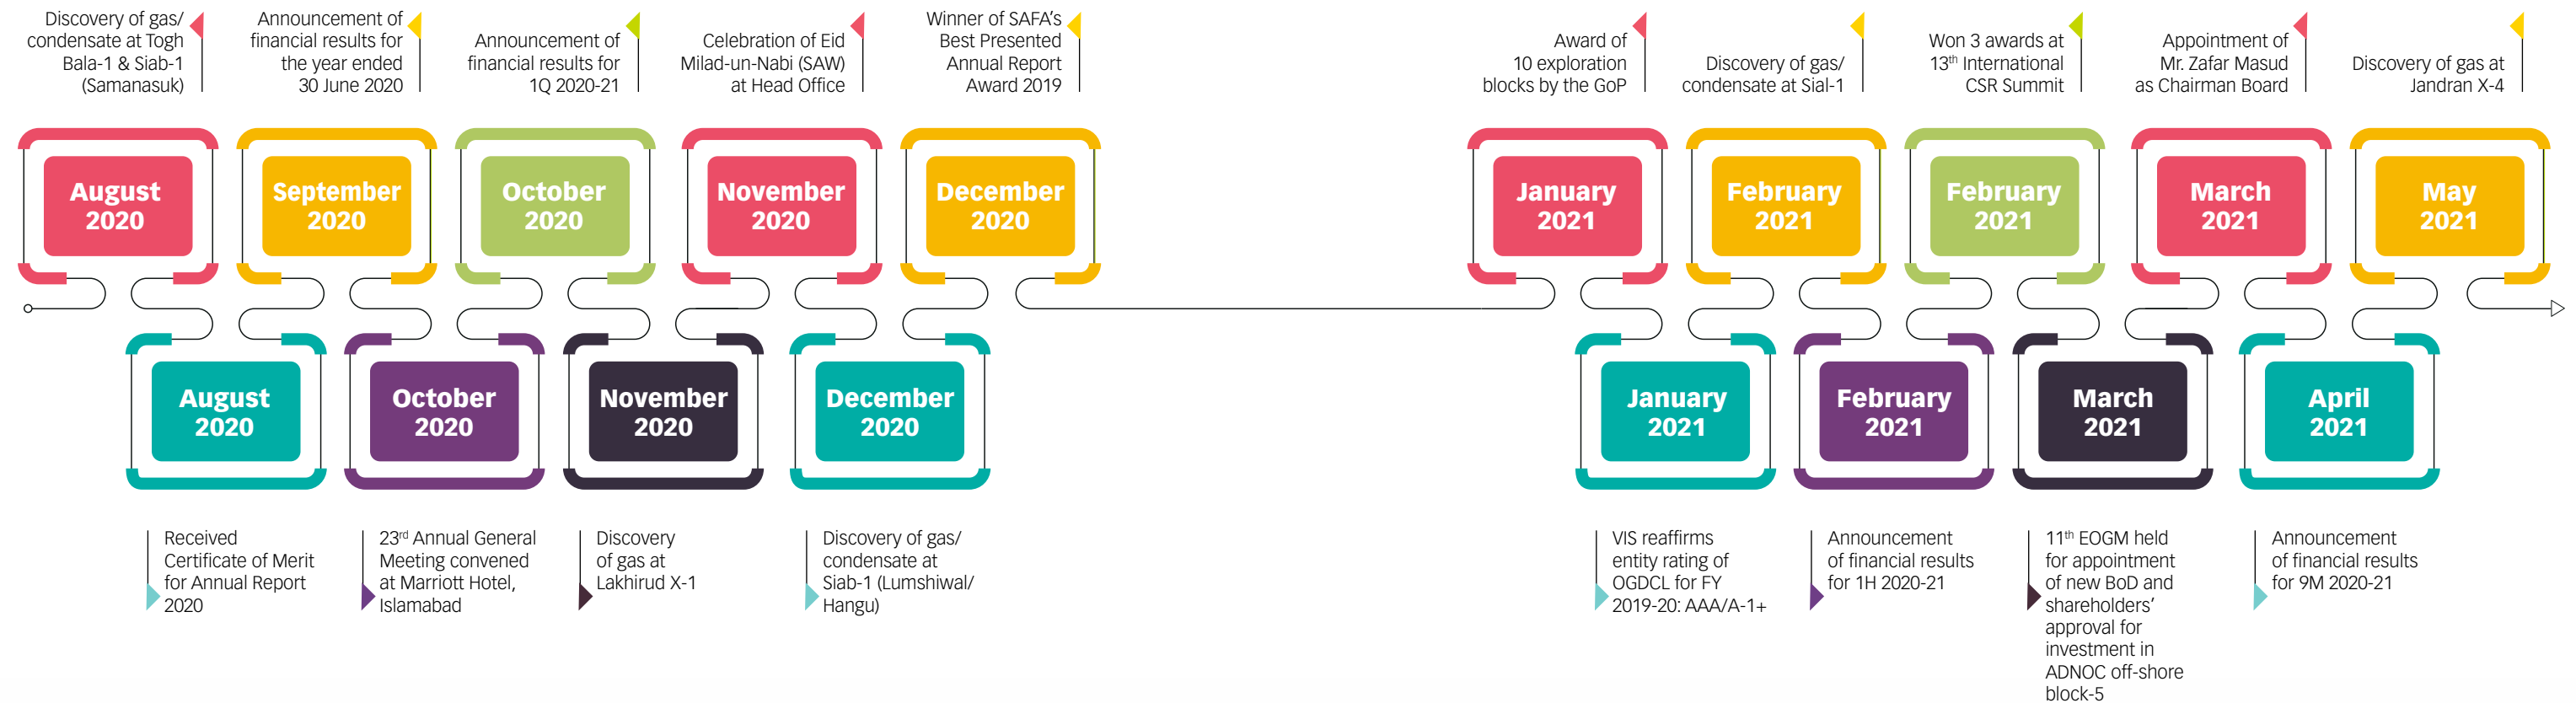 Discovery of gas/
condensate at Togh
Bala-1 & Siab-1
(Samanasuk)
Announcement of
financial results for
the year ended
30 June 2020
Announcement of
financial results for
1Q 2020-21
Celebration of Eid
Milad-un-Nabi (SAW)
at Head Office
Winner of SAFA’s
Best Presented
Annual Report
Award 2019
Award of
10 exploration
blocks by the GoP
Discovery of gas/
condensate at Sial-1
Won 3 awards at
13th International
CSR Summit
Appointment of
Mr. Zafar Masud
as Chairman Board
Discovery of gas at
Jandran X-4
August
2020
September
2020
October
2020
November
2020
December
2020
January
2021
February
2021
February
2021
March
2021
May
2021
August
2020
October
2020
November
2020
December
2020
January
2021
February
2021
March
2021
April
2021
Received
Certificate of Merit
for Annual Report
2020
23rd Annual General
Meeting convened
at Marriott Hotel,
Islamabad
Discovery
of gas at
Lakhirud X-1
Discovery of gas/
condensate at
Siab-1 (Lumshiwal/
Hangu)
VIS reaffirms
entity rating of
OGDCL for FY
2019-20: AAA/A-1+
Announcement
of financial results
for 1H 2020-21
11th EOGM held
for appointment
of new BoD and
shareholders’
approval for
investment in
ADNOC off-shore
block-5
Announcement
of financial results
for 9M 2020-21